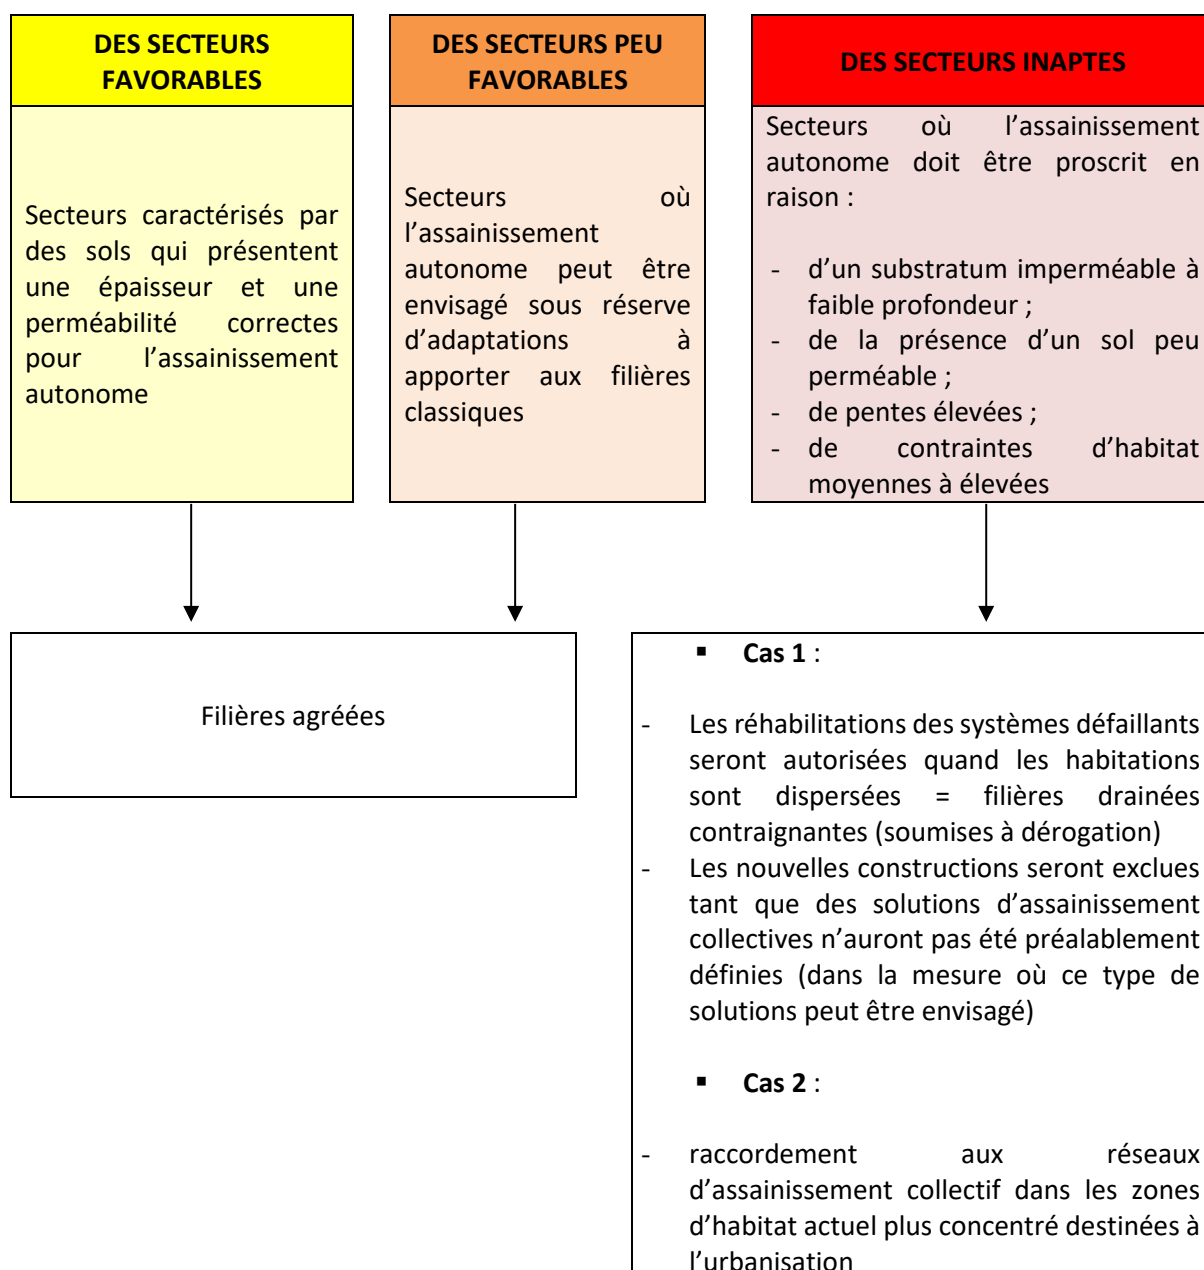 DES SECTEURS
FAVORABLES
Secteurs caractérisés par
des sols qui présentent
une épaisseur et une
perméabilité correctes
pour l’assainissement
autonome
DES SECTEURS PEU
FAVORABLES
Secteurs où
l’assainissement
autonome peut être
envisagé sous réserve
d’adaptations à
apporter aux filières
classiques
DES SECTEURS INAPTES
Secteurs où l’assainissement
autonome doit être proscrit en
raison :
- d’un substratum imperméable à
faible profondeur ;
- de la présence d’un sol peu
perméable ;
- de pentes élevées ;
- de contraintes d’habitat
moyennes à élevées
Filières agréées
▪ Cas 1 :
- Les réhabilitations des systèmes défaillants
seront autorisées quand les habitations
sont dispersées = filières drainées
contraignantes (soumises à dérogation)
- Les nouvelles constructions seront exclues
tant que des solutions d’assainissement
collectives n’auront pas été préalablement
définies (dans la mesure où ce type de
solutions peut être envisagé)
▪ Cas 2 :
- raccordement aux réseaux
d’assainissement collectif dans les zones
d’habitat actuel plus concentré destinées à
l’urbanisation